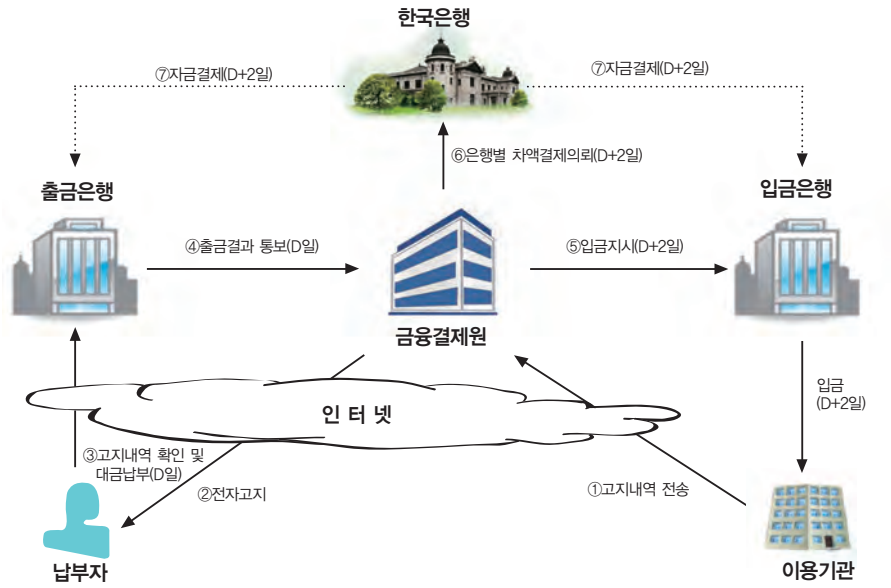 한국은행
⑦자금결제(D+2일)
⑦자금결제(D+2일)
⑥은행별 차액결제의뢰(D+2일)
출금은행
입금은행
④출금결과 통보(D일)
⑤입금지시(D+2일)
금융결제원
인 터 넷
입금
(D+2일)
③고지내역 확인 및
대금납부(D일)
②전자고지
①고지내역 전송
납부자
이용기관